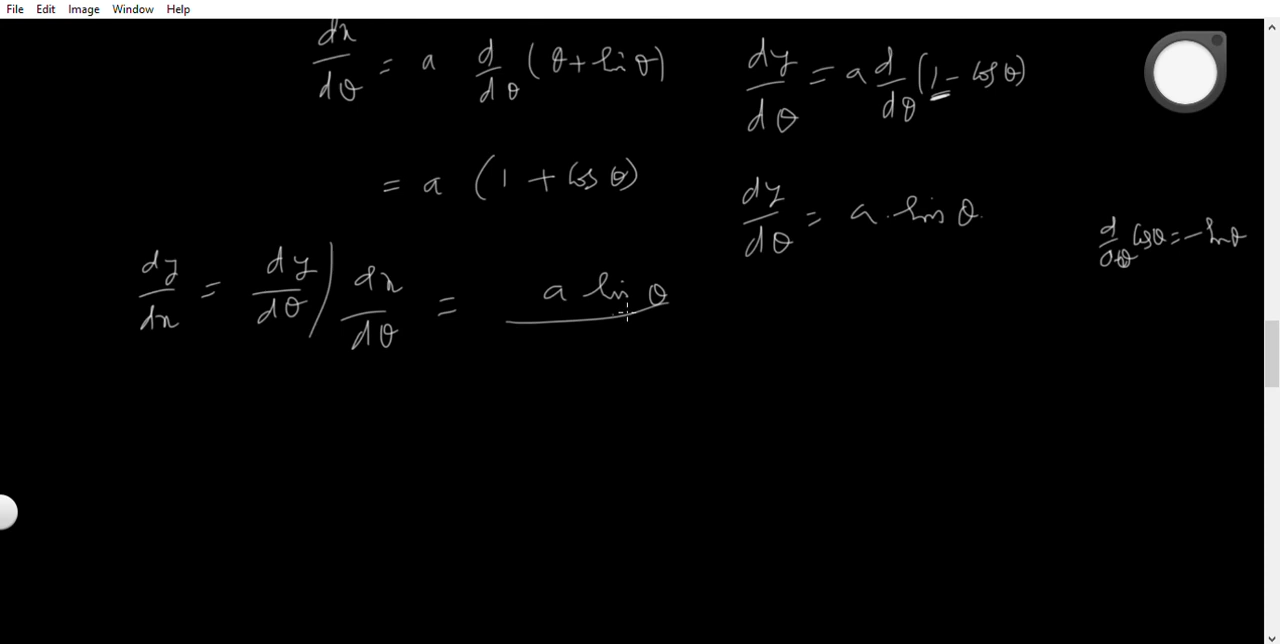 File Edit Image Window Help
dx/dθ = a d/dθ (θ + sin θ)
dy/dθ = a d/dθ (1 - cos θ)
= a (1 + cos θ)
dy/dθ = a . sin θ.
d/dθ cos θ = - sin θ
dy/dx = dy/dθ / dx/dθ = a sin θ